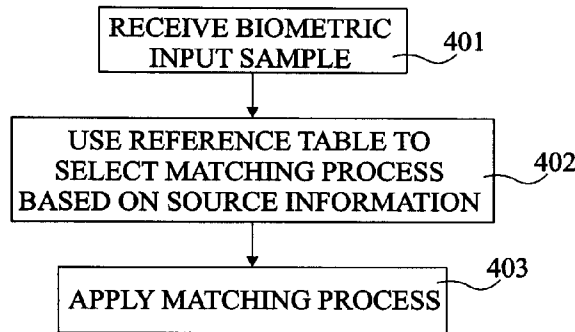 RECEIVE BIOMETRIC
INPUT SAMPLE
401
USE REFERENCE TABLE TO
SELECT MATCHING PROCESS
BASED ON SOURCE INFORMATION
402
403
APPLY MATCHING PROCESS